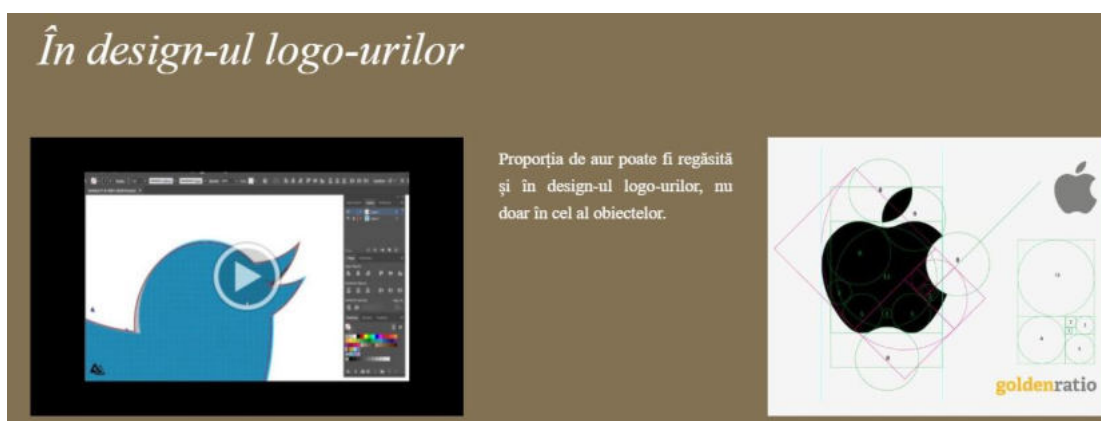 În design-ul logo-urilor
Proporția de aur poate fi regăsită
și în design-ul logo-urilor, nu
doar în cel al obiectelor.
goldenratio